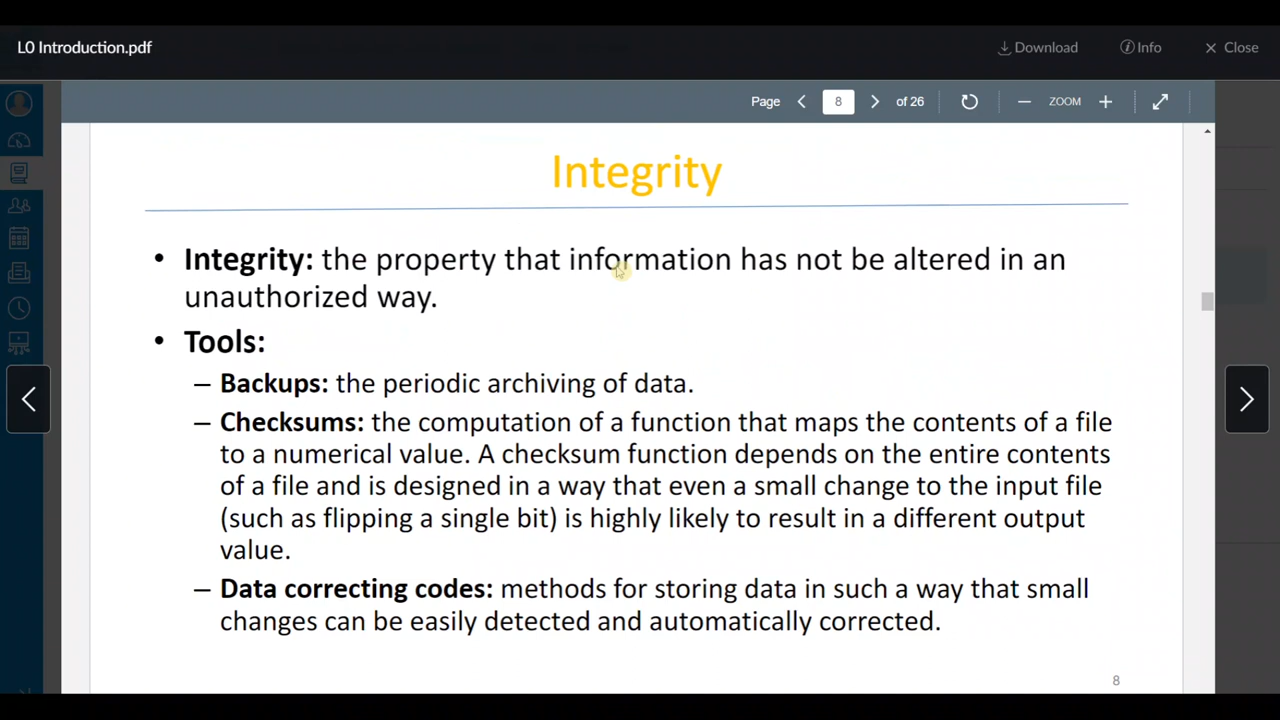 L0 Introduction.pdf
Download
Info
Close
Page
8
of 26
ZOOM
Integrity
• Integrity: the property that information has not be altered in an
unauthorized way.
• Tools:
– Backups: the periodic archiving of data.
– Checksums: the computation of a function that maps the contents of a file
to a numerical value. A checksum function depends on the entire contents
of a file and is designed in a way that even a small change to the input file
(such as flipping a single bit) is highly likely to result in a different output
value.
– Data correcting codes: methods for storing data in such a way that small
changes can be easily detected and automatically corrected.
8